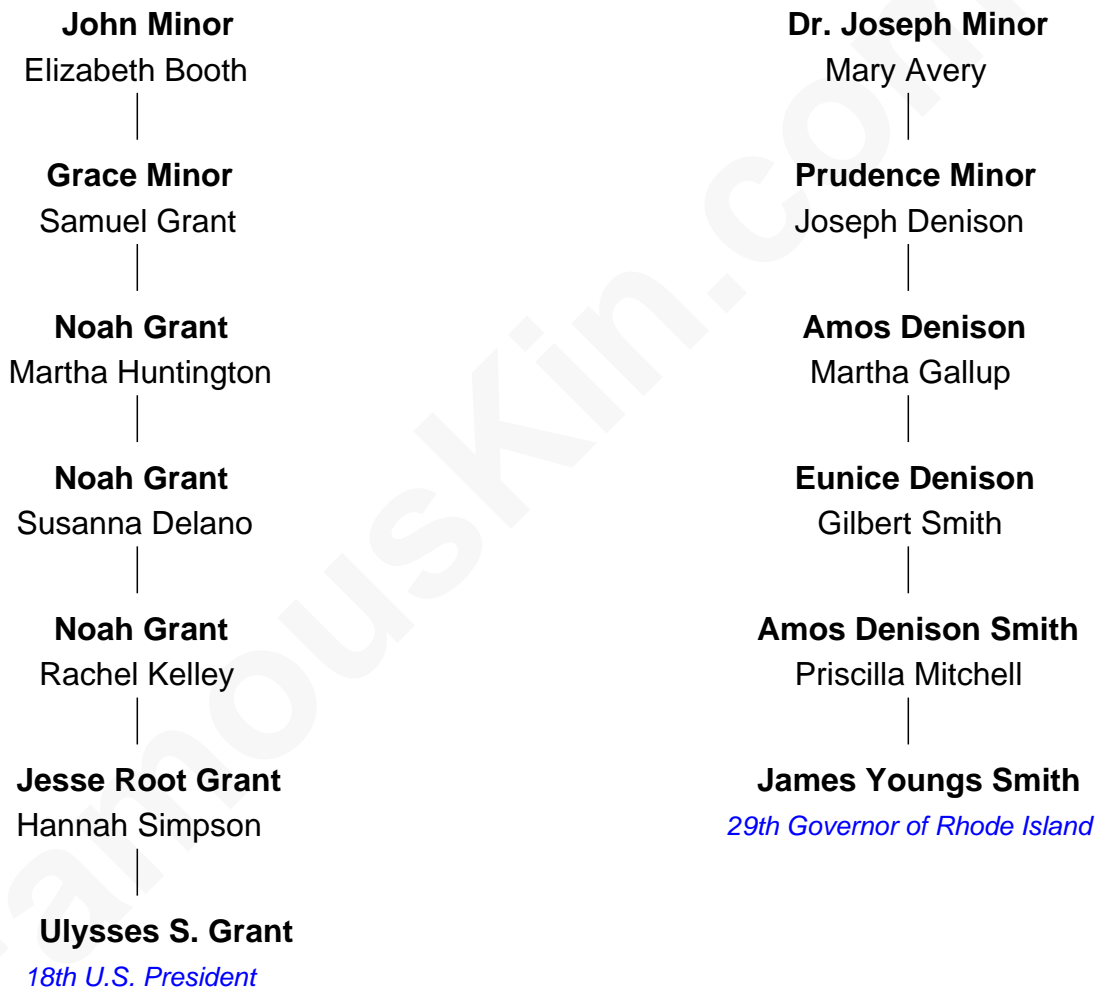 John Minor
Elizabeth Booth
Grace Minor
Samuel Grant
Noah Grant
Martha Huntington
Noah Grant
Susanna Delano
Noah Grant
Rachel Kelley
Jesse Root Grant
Hannah Simpson
Ulysses S. Grant
18th U.S. President
Dr. Joseph Minor
Mary Avery
Prudence Minor
Joseph Denison
Amos Denison
Martha Gallup
Eunice Denison
Gilbert Smith
Amos Denison Smith
Priscilla Mitchell
James Youngs Smith
29th Governor of Rhode Island
FamousKin.com